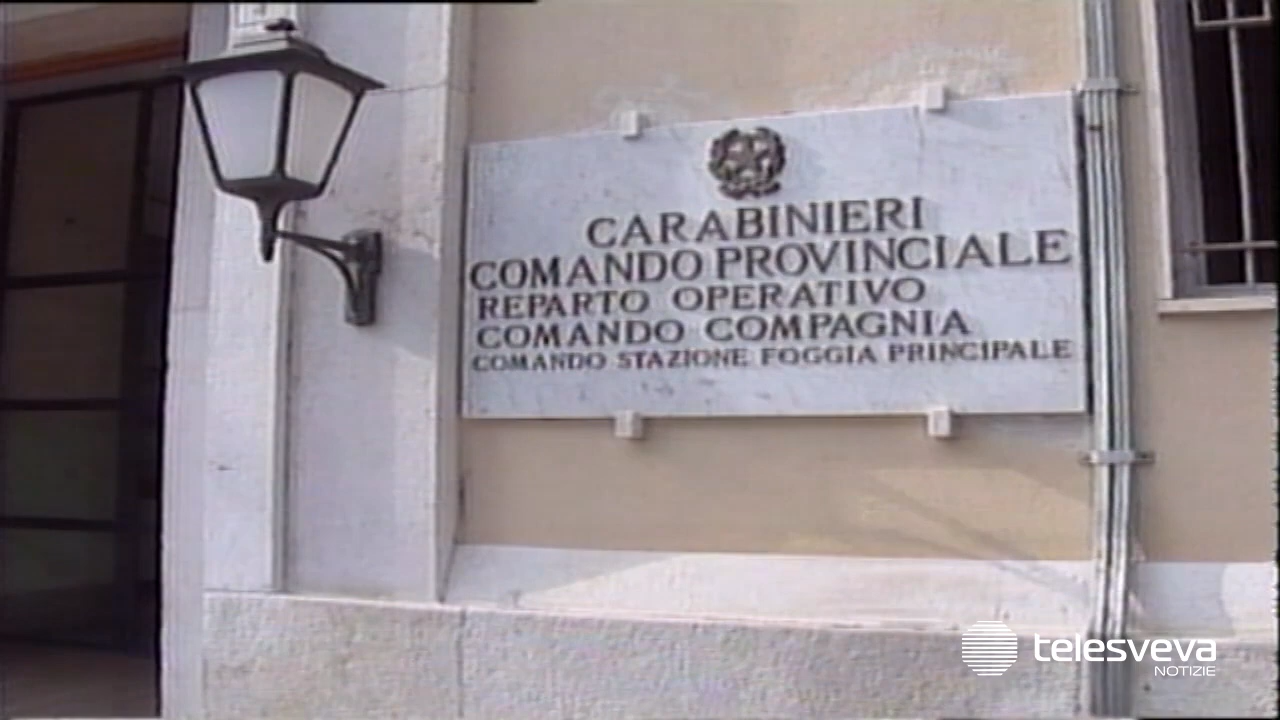 CARABINIERI
COMANDO PROVINCIALE
REPARTO OPERATIVO
COMANDO COMPAGNIA
COMANDO STAZIONE FOGGIA PRINCIPALE
telesveva
NOTIZIE